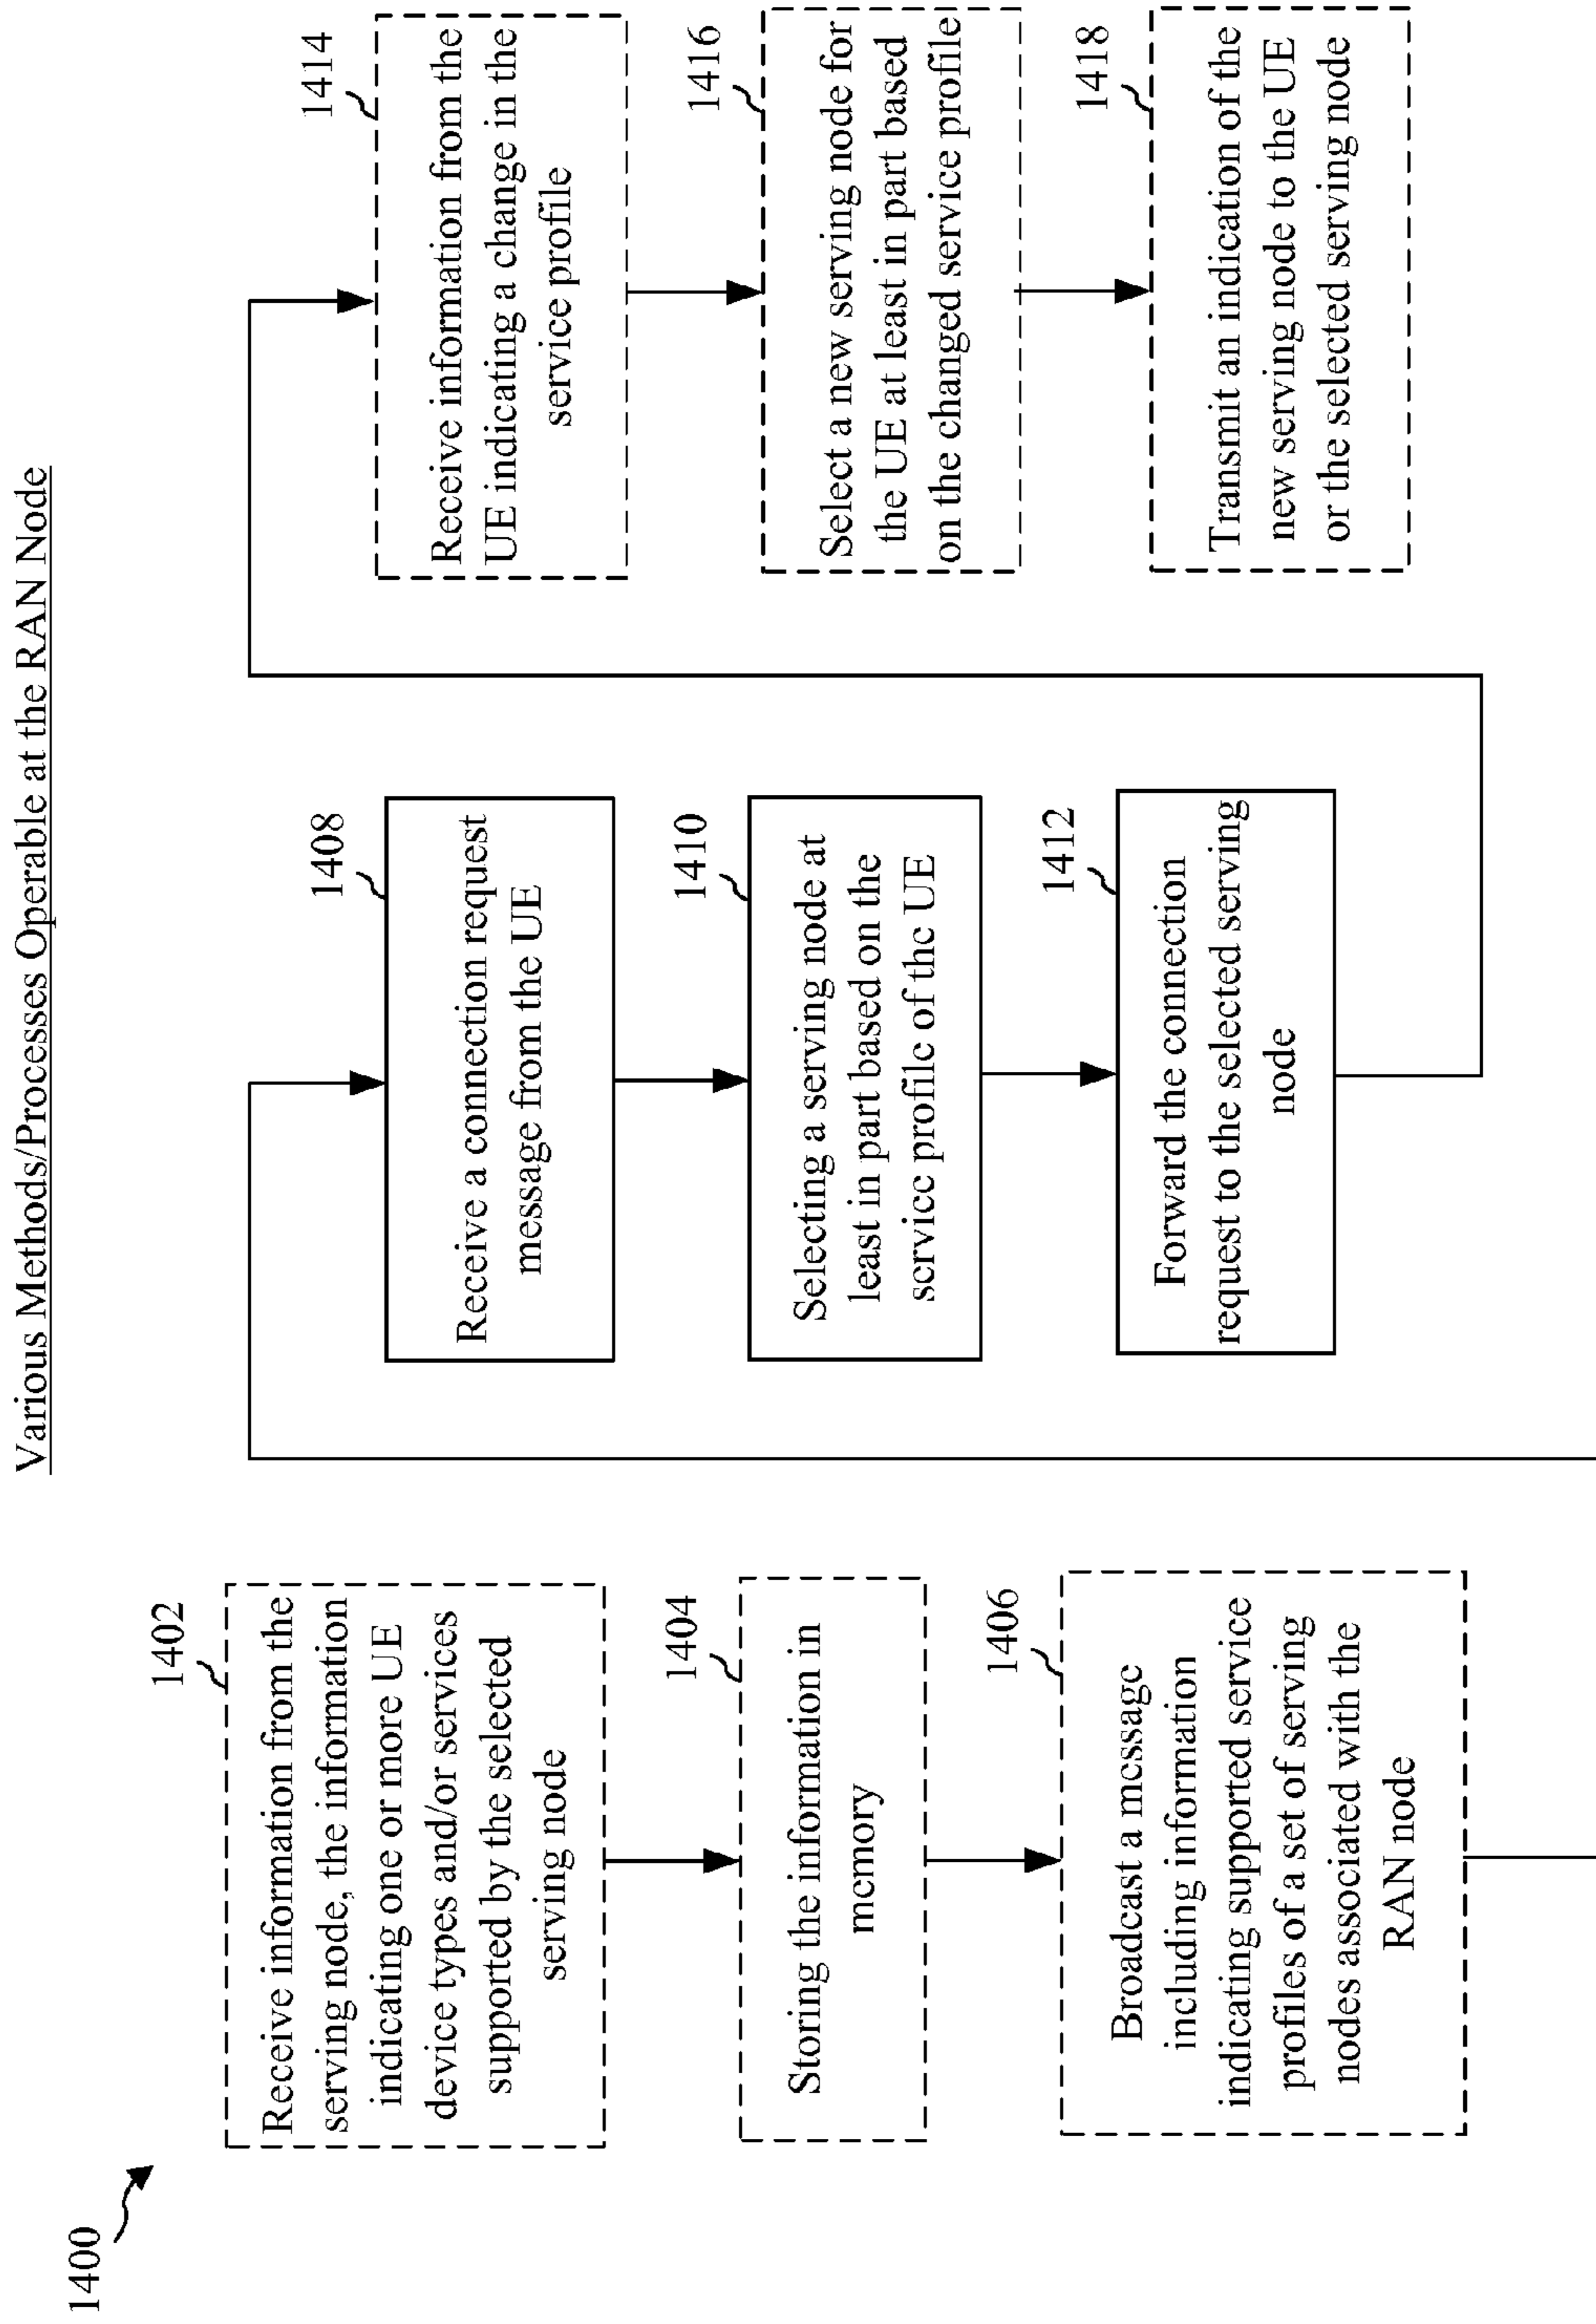 Various Methods/Processes Operable at the RAN Node
1400
1402
Receive information from the
serving node, the information
indicating one or more UE
device types and/or services
supported by the selected
serving node
1404
Storing the information in
memory
1406
Broadcast a message
including information
indicating supported service
profiles of a set of serving
nodes associated with the
RAN node
1408
Receive a connection request
message from the UE
1410
Selecting a serving node at
least in part based on the
service profile of the UE
1412
Forward the connection
request to the selected serving
node
1414
Receive information from the
UE indicating a change in the
service profile
1416
Select a new serving node for
the UE at least in part based
on the changed service profile
1418
Transmit an indication of the
new serving node to the UE
or the selected serving node